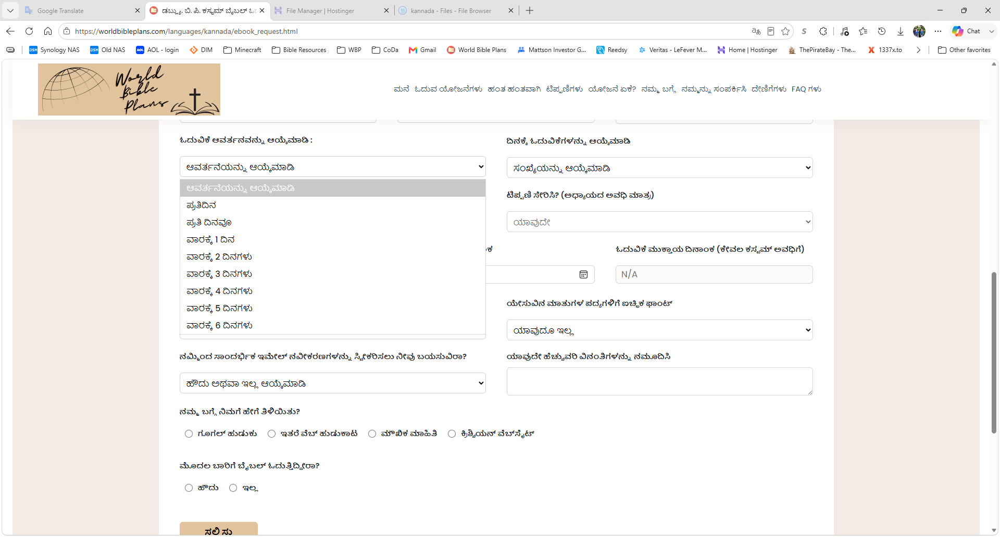 Google Translate
ಡಬ್ಲ್ಯು. ಬಿ. ಪಿ. ಕಸ್ಟಮ್ ಬೈಬಲ್ ಓದ
File Manager | Hostinger
kannada - Files - File Browser
https://worldbibleplans.com/languages/kannada/ebook_request.html
Chat
Synology NAS
Old NAS
AOL - login
DIM
Minecraft
Bible Resources
WBP
CoDa
Gmail
World Bible Plans
Mattson Investor G...
Reedsy
Veritas - LeFever M...
Home | Hostinger
ThePirateBay - The...
1337x.to
Other favorites
World
Bible
Plans
ಮನೆ ಓದುವ ಯೋಜನೆಗಳು ಹಂತ ಹಂತವಾಗಿ ಟಿಪ್ಪಣಿಗಳು ಯೋಜನೆ ಏಕೆ? ನಮ್ಮ ಬಗ್ಗೆ ನಮ್ಮನ್ನು ಸಂಪರ್ಕಿಸಿ ದೇಣಿಗೆಗಳು FAQ ಗಳು
ಓದುವಿಕೆ ಆವರ್ತನವನ್ನು ಆಯ್ಕೆಮಾಡಿ :
ದಿನಕ್ಕೆ ಓದುವಿಕೆಗಳನ್ನು ಆಯ್ಕೆಮಾಡಿ
ಆವರ್ತನೆಯನ್ನು ಆಯ್ಕೆಮಾಡಿ
ಸಂಖ್ಯೆಯನ್ನು ಆಯ್ಕೆಮಾಡಿ
ಆವರ್ತನೆಯನ್ನು ಆಯ್ಕೆಮಾಡಿ
ಪ್ರತಿದಿನ
ಪ್ರತಿ ದಿನವೂ
ವಾರಕ್ಕೆ 1 ದಿನ
ವಾರಕ್ಕೆ 2 ದಿನಗಳು
ವಾರಕ್ಕೆ 3 ದಿನಗಳು
ವಾರಕ್ಕೆ 4 ದಿನಗಳು
ವಾರಕ್ಕೆ 5 ದಿನಗಳು
ವಾರಕ್ಕೆ 6 ದಿನಗಳು
ಟಿಪ್ಪಣಿ ಸೇರಿಸಿ? (ಅಧ್ಯಾಯದ ಅವಧಿ ಮಾತ್ರ)
ಯಾವುದೇ
ಓದುವಿಕೆ ಮುಕ್ತಾಯ ದಿನಾಂಕ (ಕೇವಲ ಕಸ್ಟಮ್ ಅವಧಿಗೆ)
N/A
ಯೇಸುವಿನ ಮಾತುಗಳ ಪದ್ಯಗಳಿಗೆ ಐಚ್ಛಿಕ ಫಾಂಟ್
ಯಾವುದೂ ಇಲ್ಲ
ನಮ್ಮಿಂದ ಸಾಂದರ್ಭಿಕ ಇಮೇಲ್ ನವೀಕರಣಗಳನ್ನು ಸ್ವೀಕರಿಸಲು ನೀವು ಬಯಸುವಿರಾ?
ಯಾವುದೇ ಹೆಚ್ಚುವರಿ ವಿನಂತಿಗಳನ್ನು ನಮೂದಿಸಿ
ಹೌದು ಅಥವಾ ಇಲ್ಲ ಆಯ್ಕೆಮಾಡಿ
ನಮ್ಮ ಬಗ್ಗೆ ನಿಮಗೆ ಹೇಗೆ ತಿಳಿಯಿತು?
ಗೂಗಲ್ ಹುಡುಕು ಇತರೆ ವೆಬ್ ಹುಡುಕಾಟ ಮೌಖಿಕ ಮಾಹಿತಿ ಕ್ರಿಶ್ಚಿಯನ್ ವೆಬ್‌ಸೈಟ್
ಮೊದಲ ಬಾರಿಗೆ ಬೈಬಲ್ ಓದುತ್ತಿದ್ದೀರಾ?
ಹೌದು ಇಲ್ಲ
ಸಲ್ಲಿಸು